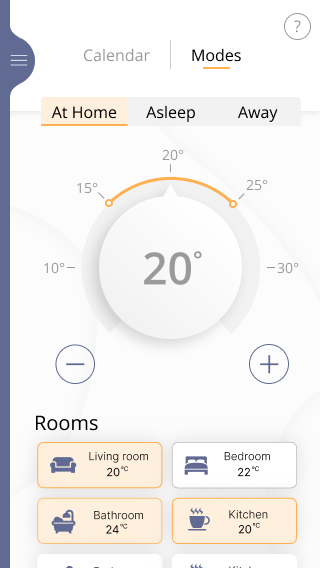 ?
Calendar Modes
At Home Asleep Away
20°
15° 25°
10° 20° 30°
Rooms
Living room
20°C
Bedroom
22°C
Bathroom
24°C
Kitchen
20°C